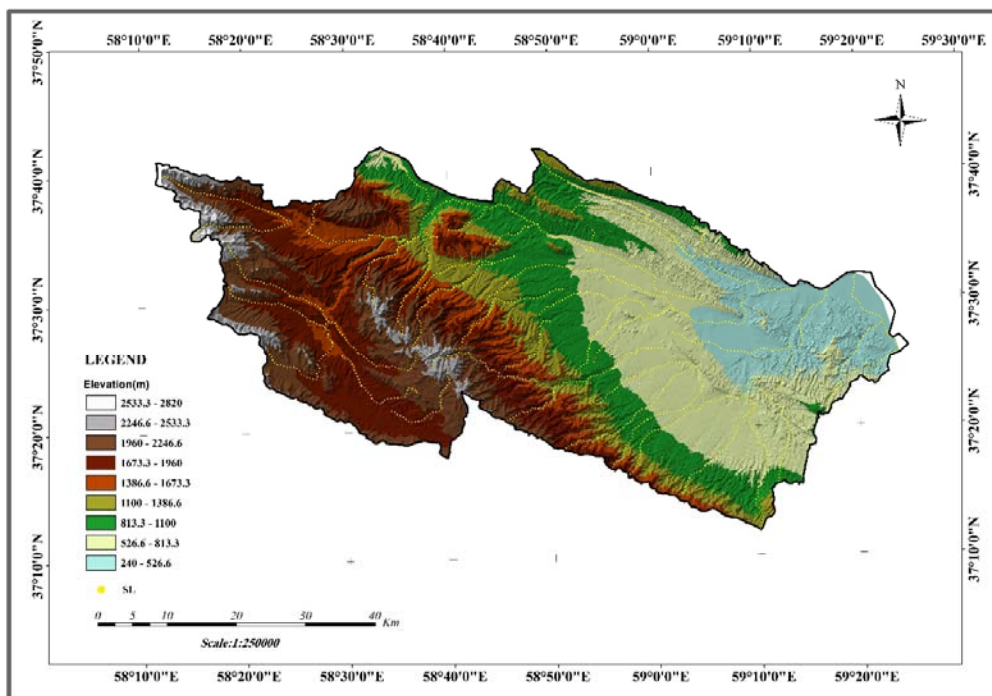 58°10'0"E 58°20'0"E 58°30'0"E 58°40'0"E 58°50'0"E 59°0'0"E 59°10'0"E 59°20'0"E 59°30'0"E
37°50'0"N
37°40'0"N
37°30'0"N
37°20'0"N
37°10'0"N
N
37°40'0"N
37°30'0"N
37°20'0"N
37°10'0"N
LEGEND
Elevation(m)
2533.3 - 2820
2246.6 - 2533.3
1960 - 2246.6
1673.3 - 1960
1386.6 - 1673.3
1100 - 1386.6
813.3 - 1100
526.6 - 813.3
240 - 526.6
SL
0 5 10 20 30 40 Km
Scale:1:250000
58°10'0"E 58°20'0"E 58°30'0"E 58°40'0"E 58°50'0"E 59°0'0"E 59°10'0"E 59°20'0"E